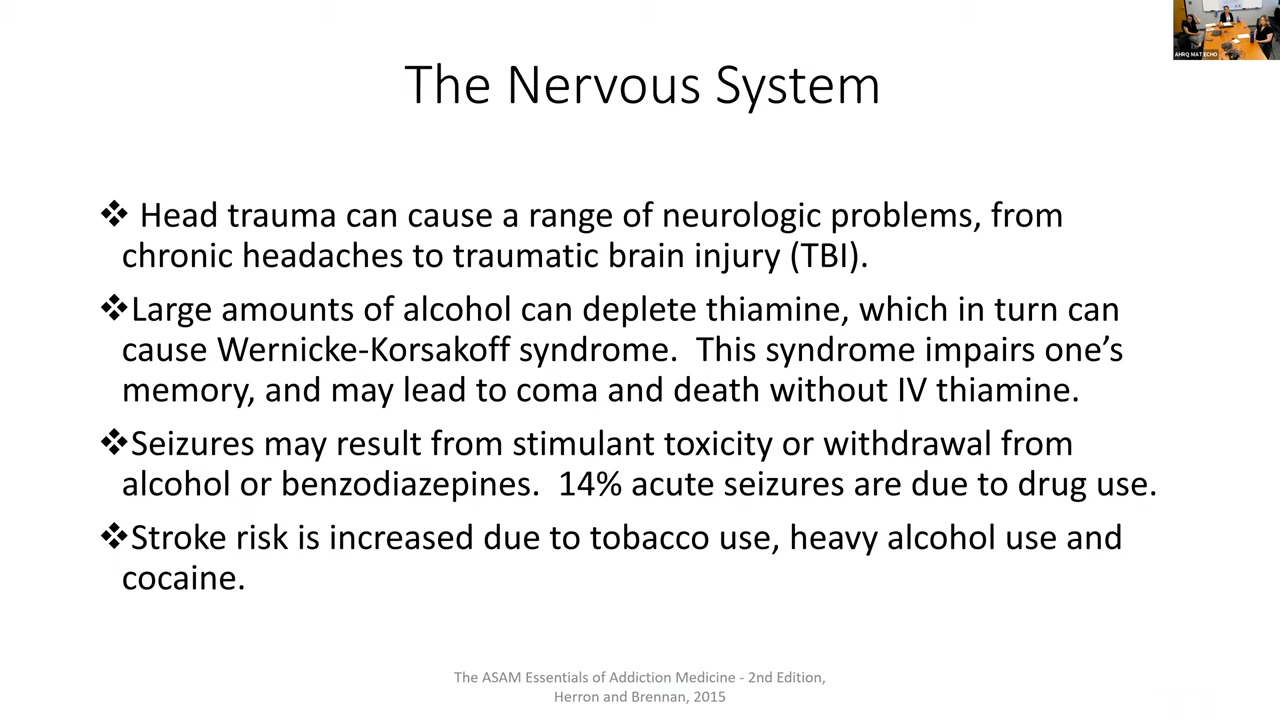 AHRQ MAT ECHO
The Nervous System
❖ Head trauma can cause a range of neurologic problems, from
chronic headaches to traumatic brain injury (TBI).
❖Large amounts of alcohol can deplete thiamine, which in turn can
cause Wernicke-Korsakoff syndrome.  This syndrome impairs one’s
memory, and may lead to coma and death without IV thiamine.
❖Seizures may result from stimulant toxicity or withdrawal from
alcohol or benzodiazepines.  14% acute seizures are due to drug use.
❖Stroke risk is increased due to tobacco use, heavy alcohol use and
cocaine.
The ASAM Essentials of Addiction Medicine - 2nd Edition,
Herron and Brennan, 2015